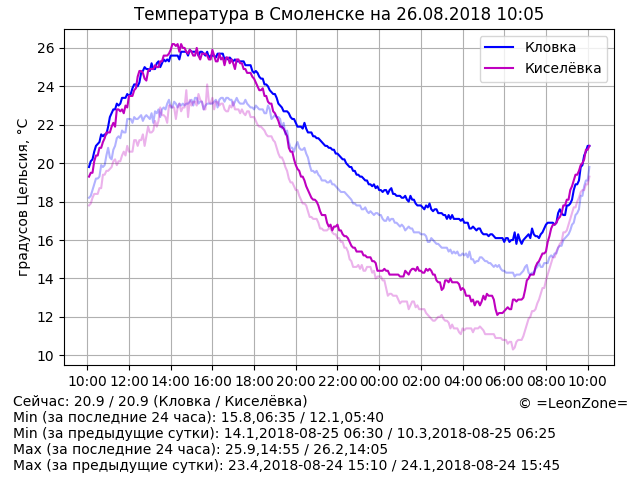 Температура в Смоленске на 26.08.2018 10:05
Кловка
Киселёвка
градусов Цельсия, °C
26
24
22
20
18
16
14
12
10
10:00 12:00 14:00 16:00 18:00 20:00 22:00 00:00 02:00 04:00 06:00 08:00 10:00
Сейчас: 20.9 / 20.9 (Кловка / Киселёвка)
© =LeonZone=
Min (за последние 24 часа): 15.8,06:35 / 12.1,05:40
Min (за предыдущие сутки): 14.1,2018-08-25 06:30 / 10.3,2018-08-25 06:25
Max (за последние 24 часа): 25.9,14:55 / 26.2,14:05
Max (за предыдущие сутки): 23.4,2018-08-24 15:10 / 24.1,2018-08-24 15:45